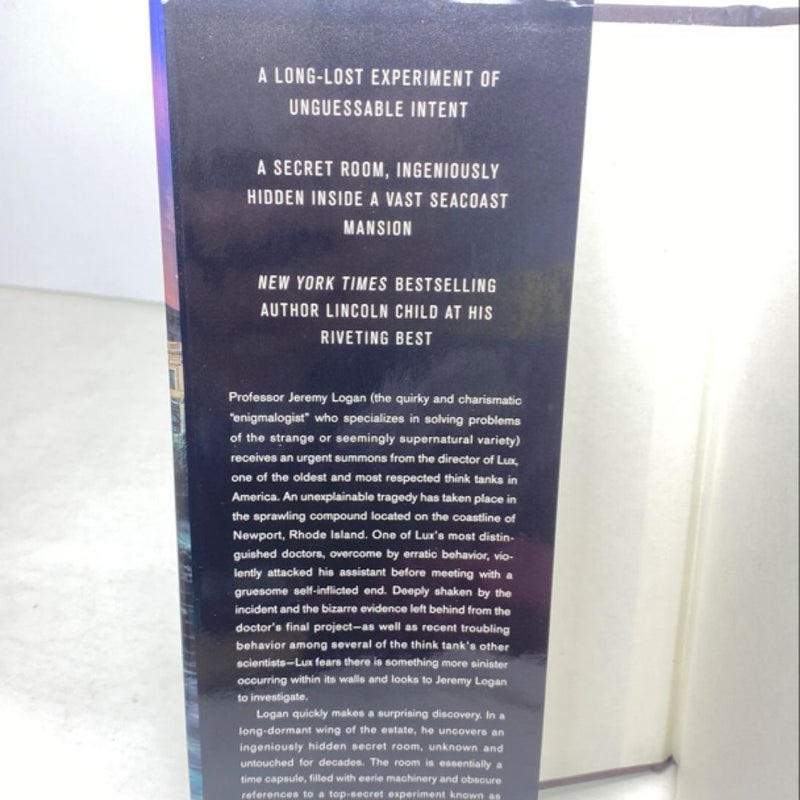 A LONG-LOST EXPERIMENT OF
UNGUESSABLE INTENT
A SECRET ROOM, INGENIOUSLY
HIDDEN INSIDE A VAST SEACOAST
MANSION
NEW YORK TIMES BESTSELLING
AUTHOR LINCOLN CHILD AT HIS
RIVETING BEST
Professor Jeremy Logan (the quirky and charismatic
"enigmalogist" who specializes in solving problems
of the strange or seemingly supernatural variety)
receives an urgent summons from the director of Lux,
one of the oldest and most respected think tanks in
America. An unexplainable tragedy has taken place in
the sprawling compound located on the coastline of
Newport, Rhode Island. One of Lux's most distin-
guished doctors, overcome by erratic behavior, vio-
lently attacked his assistant before meeting with a
gruesome self-inflicted end. Deeply shaken by the
incident and the bizarre evidence left behind from the
doctor's final project—as well as recent troubling
behavior among several of the think tank's other
scientists—Lux fears there is something more sinister
occurring within its walls and looks to Jeremy Logan
to investigate.
Logan quickly makes a surprising discovery. In a
long-dormant wing of the estate, he uncovers an
ingeniously hidden secret room, unknown and
untouched for decades. The room is essentially a
time capsule, filled with eerie machinery and obscure
references to a top-secret experiment known as